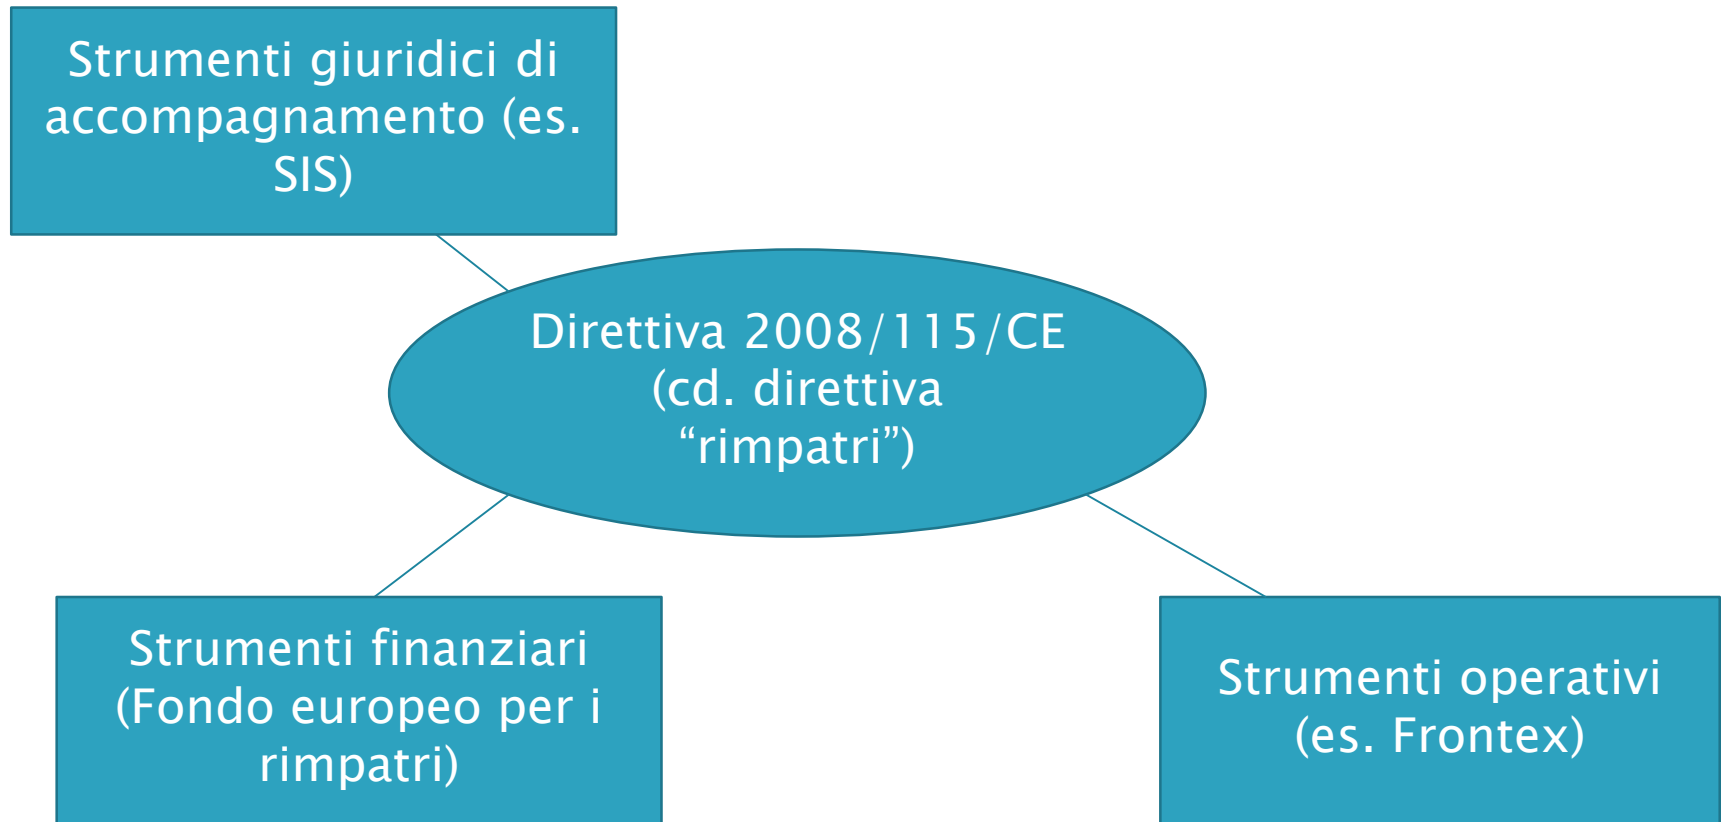 Strumenti giuridici di
accompagnamento (es.
SIS)
Direttiva 2008/115/CE
(cd. direttiva
“rimpatri”)
Strumenti finanziari
(Fondo europeo per i
rimpatri)
Strumenti operativi
(es. Frontex)